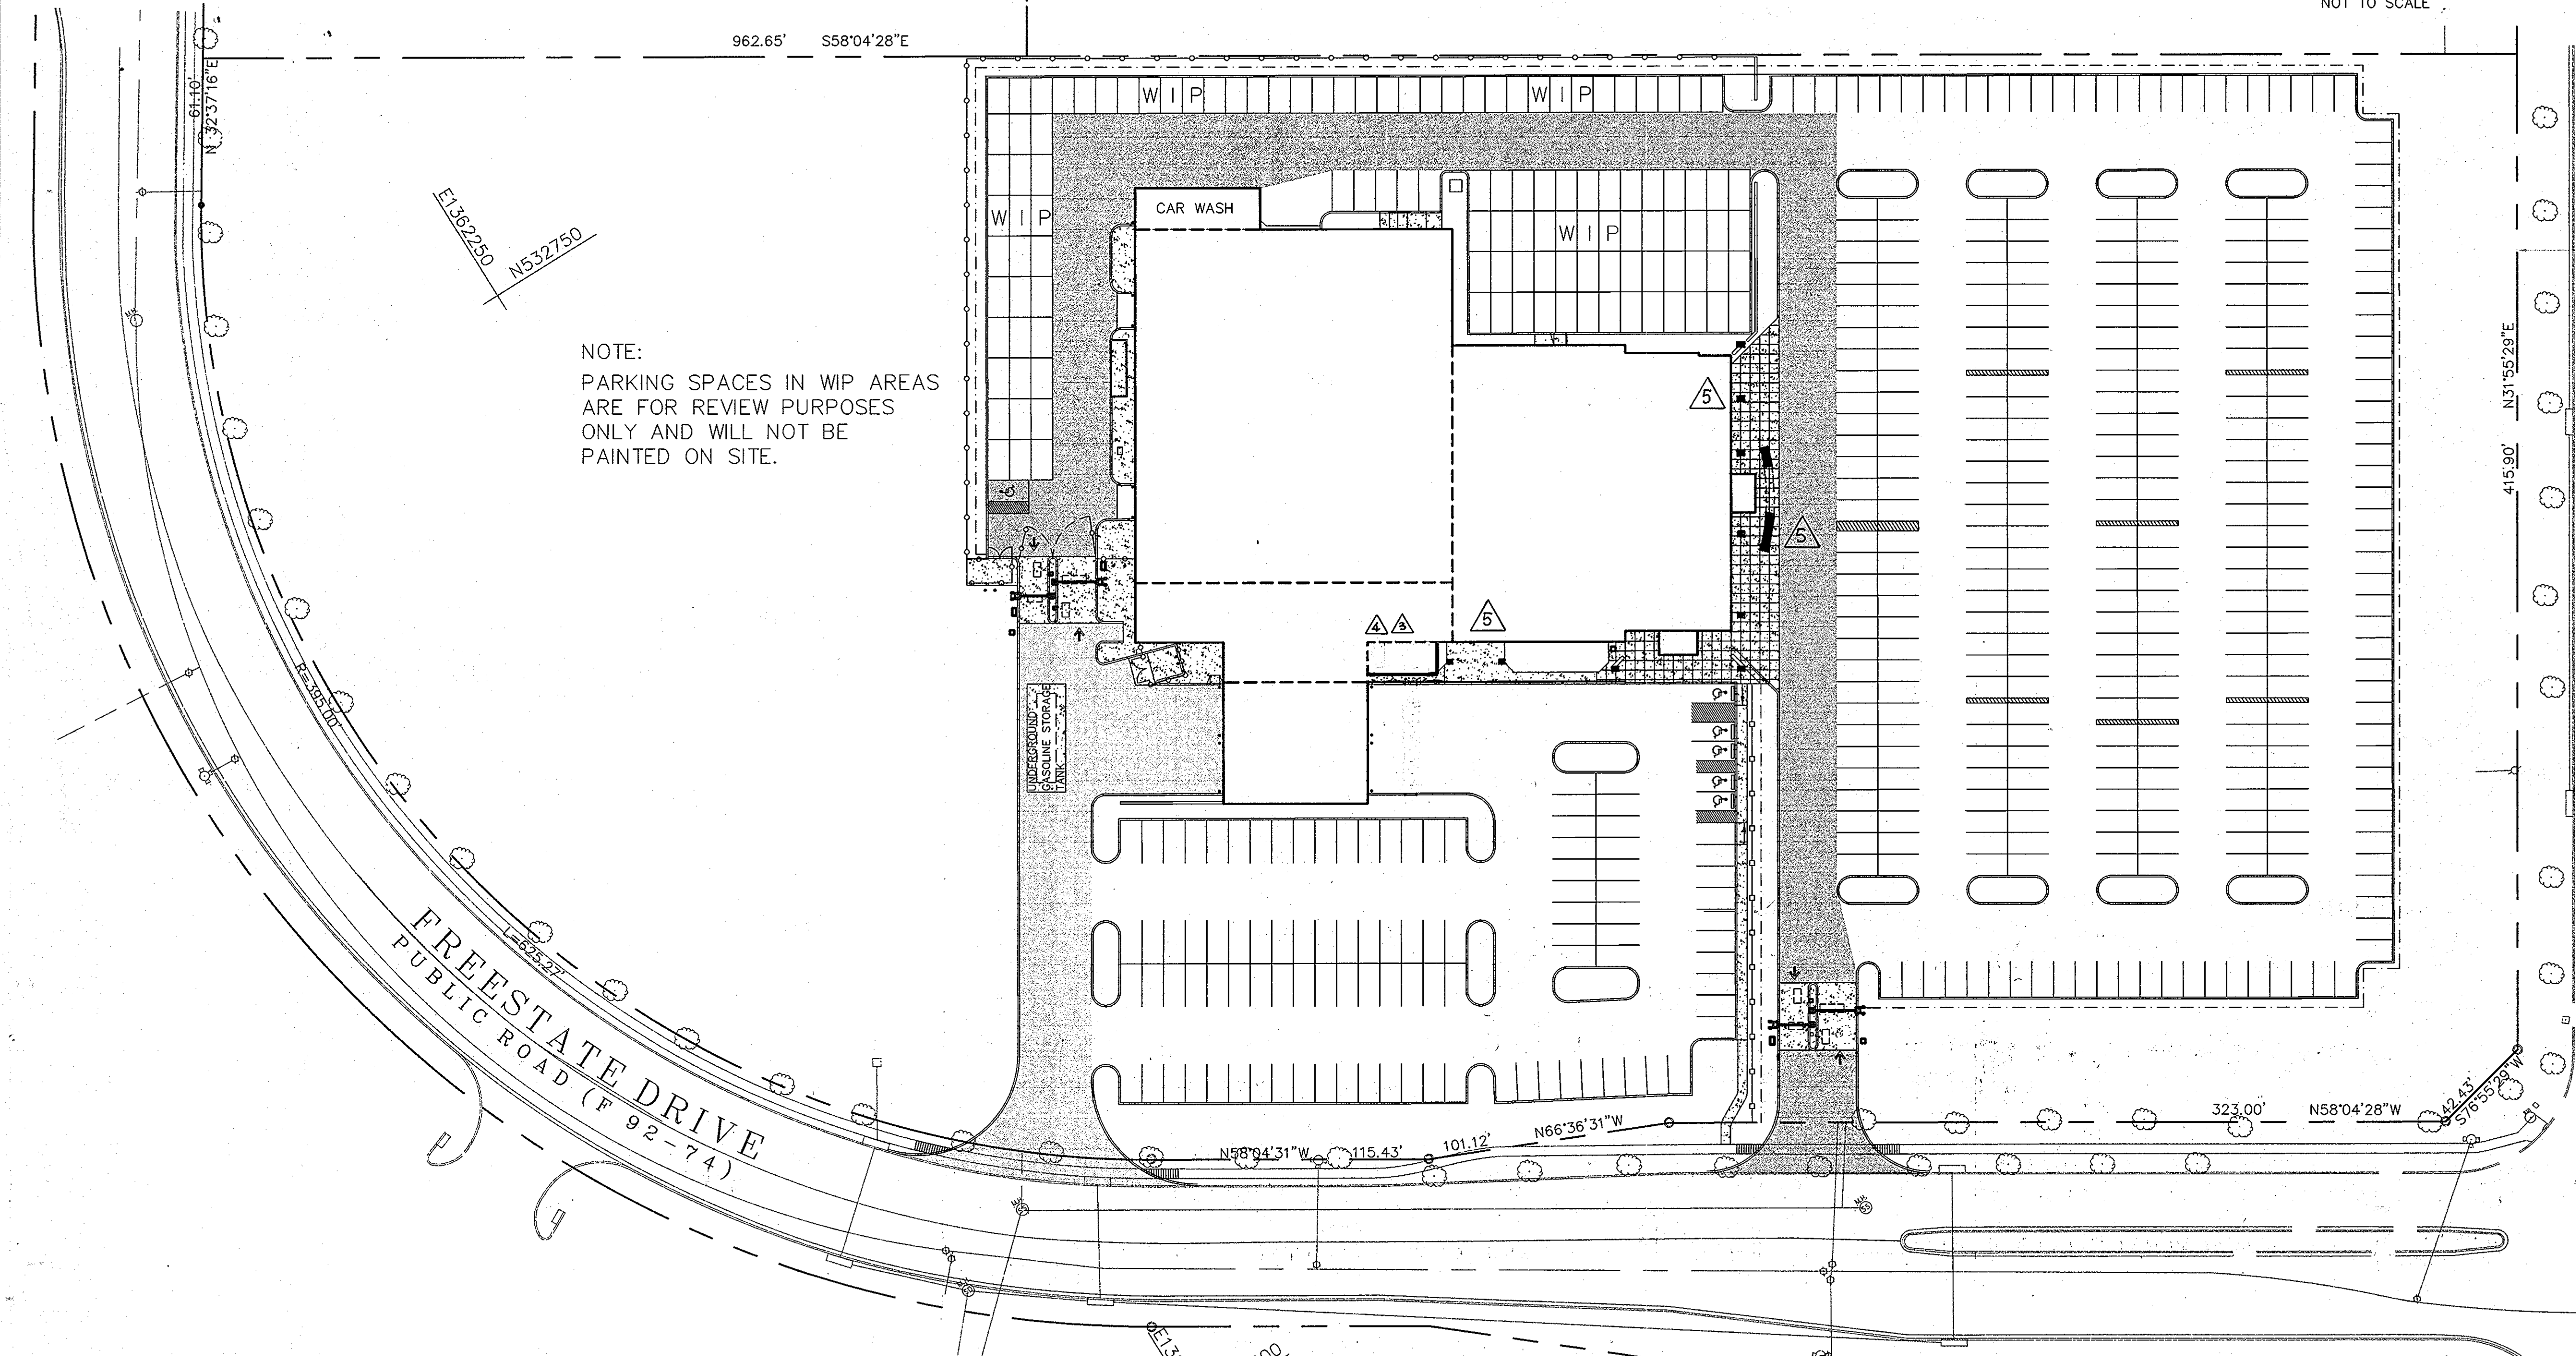 NOT TO SCALE
962.65' S58°04'28"E
61.10'
N 32°37'16"E
W I P
W I P
CAR WASH
W I P
W I P
E1362250
N532750
NOTE:
PARKING SPACES IN WIP AREAS
ARE FOR REVIEW PURPOSES
ONLY AND WILL NOT BE
PAINTED ON SITE.
5
5
4 3
5
N31°55'29"E
415.90'
UNDERGROUND
GASOLINE STORAGE
TANK
R=395.00'
L=625.27'
FREESTATE DRIVE
PUBLIC ROAD (F 92-74)
N58°04'31"W 115.43'
101.12' N66°36'31"W
323.00' N58°04'28"W
42.43'
S76°55'29"W
MH
MH
MH